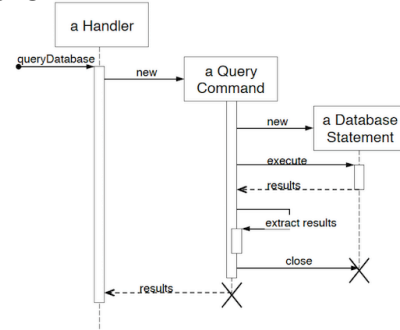 a Handler
queryDatabase
new
a Query
Command
new
a Database
Statement
execute
results
extract results
close
results